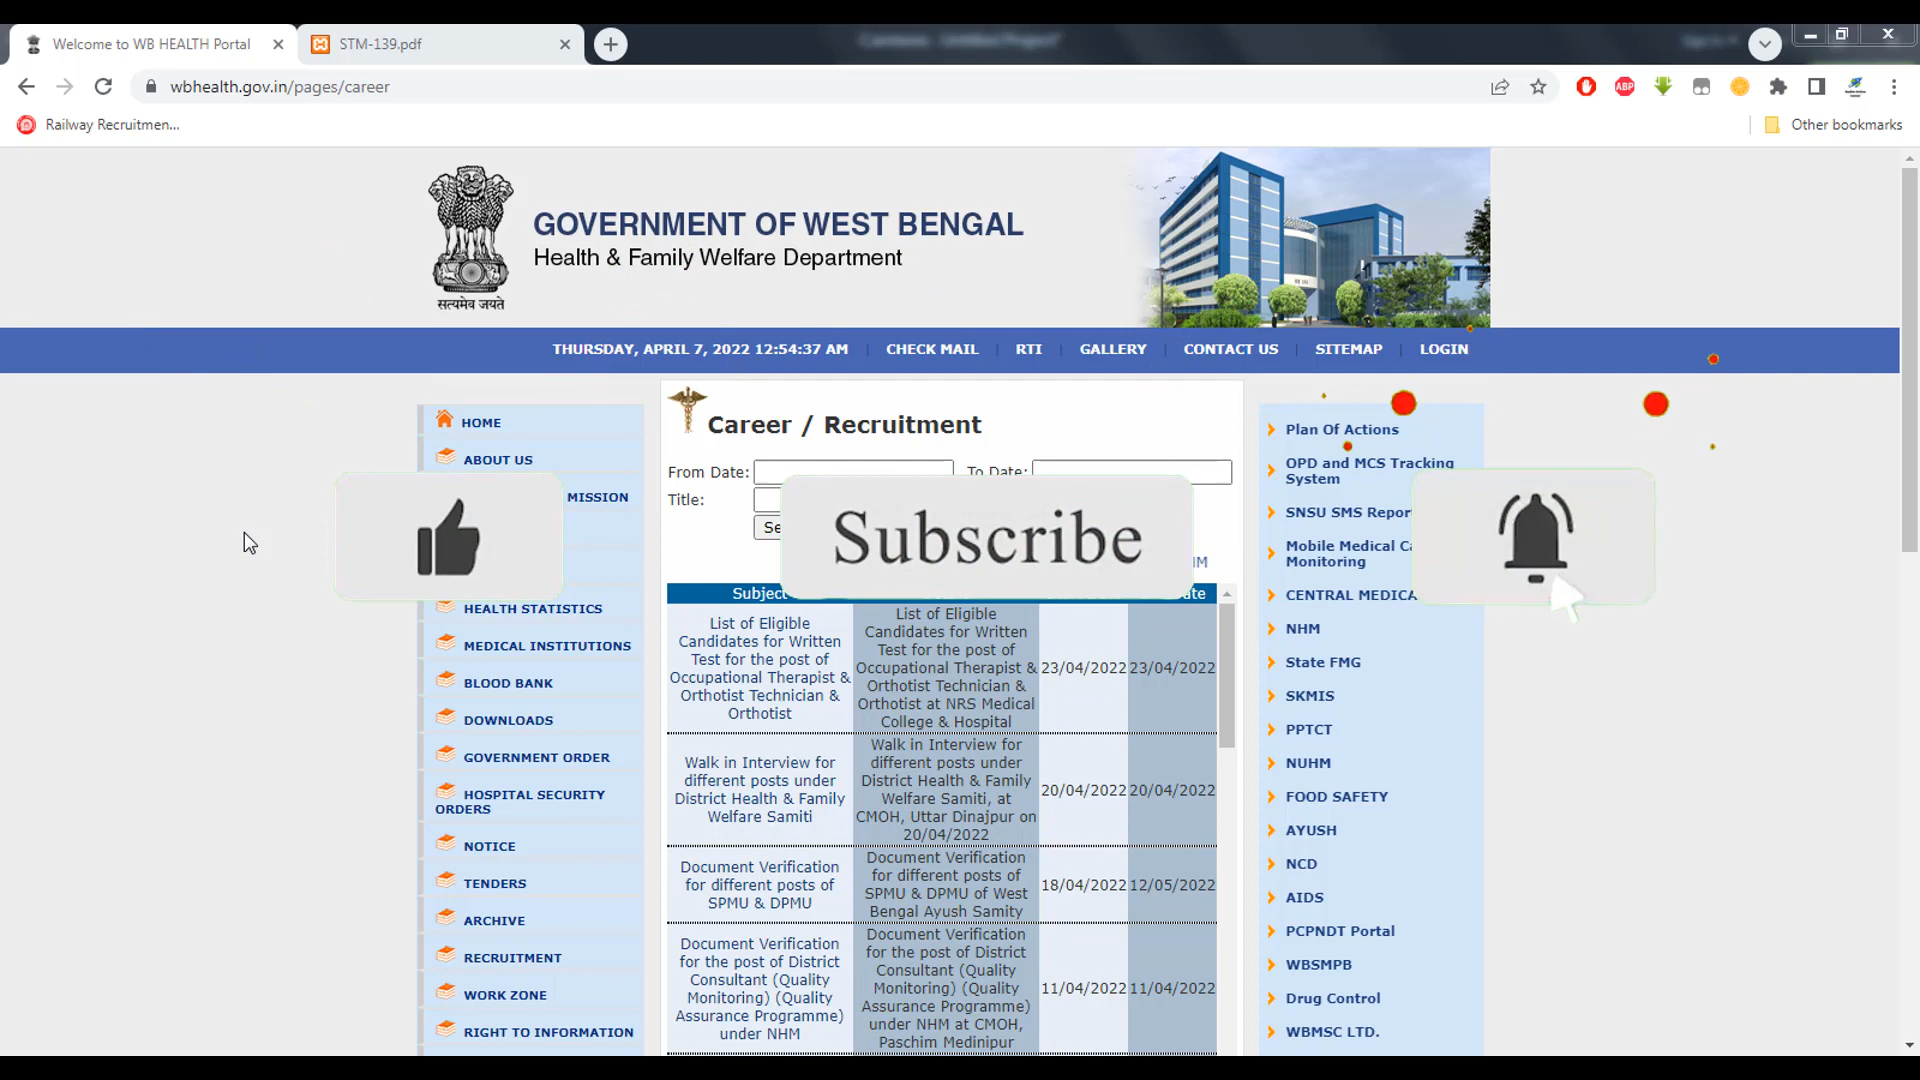 Welcome to WB HEALTH Portal
STM-139.pdf
wbhealth.gov.in/pages/career
ABP
Railway Recruitmen...
Other bookmarks
सत्यमेव जयते
GOVERNMENT OF WEST BENGAL
Health & Family Welfare Department
THURSDAY, APRIL 7, 2022 12:54:37 AM
CHECK MAIL
RTI
GALLERY
CONTACT US
SITEMAP
LOGIN
HOME
ABOUT US
MISSION
HEALTH STATISTICS
MEDICAL INSTITUTIONS
BLOOD BANK
DOWNLOADS
GOVERNMENT ORDER
HOSPITAL SECURITY
ORDERS
NOTICE
TENDERS
ARCHIVE
RECRUITMENT
WORK ZONE
RIGHT TO INFORMATION
Career / Recruitment
From Date:
To Date:
Title:
Se
Subscribe
Subject
List of Eligible
Candidates for Written
Test for the post of
Occupational Therapist &
Orthotist Technician &
Orthotist
List of Eligible
Candidates for Written
Test for the post of
Occupational Therapist &
Orthotist Technician &
Orthotist at NRS Medical
College & Hospital
23/04/2022
23/04/2022
Walk in Interview for
different posts under
District Health & Family
Welfare Samiti
Walk in Interview for
different posts under
District Health & Family
Welfare Samiti, at
CMOH, Uttar Dinajpur on
20/04/2022
20/04/2022
20/04/2022
Document Verification
for different posts of
SPMU & DPMU
Document Verification
for different posts of
SPMU & DPMU of West
Bengal Ayush Samity
18/04/2022
12/05/2022
Document Verification
for the post of District
Consultant (Quality
Monitoring) (Quality
Assurance Programme)
under NHM
Document Verification
for the post of District
Consultant (Quality
Monitoring) (Quality
Assurance Programme)
under NHM at CMOH,
Paschim Medinipur
11/04/2022
11/04/2022
Plan Of Actions
OPD and MCS Tracking
System
SNSU SMS Repor
Mobile Medical Ca
Monitoring
CENTRAL MEDICA
NHM
State FMG
SKMIS
PPTCT
NUHM
FOOD SAFETY
AYUSH
NCD
AIDS
PCPNDT Portal
WBSMPB
Drug Control
WBMSC LTD.